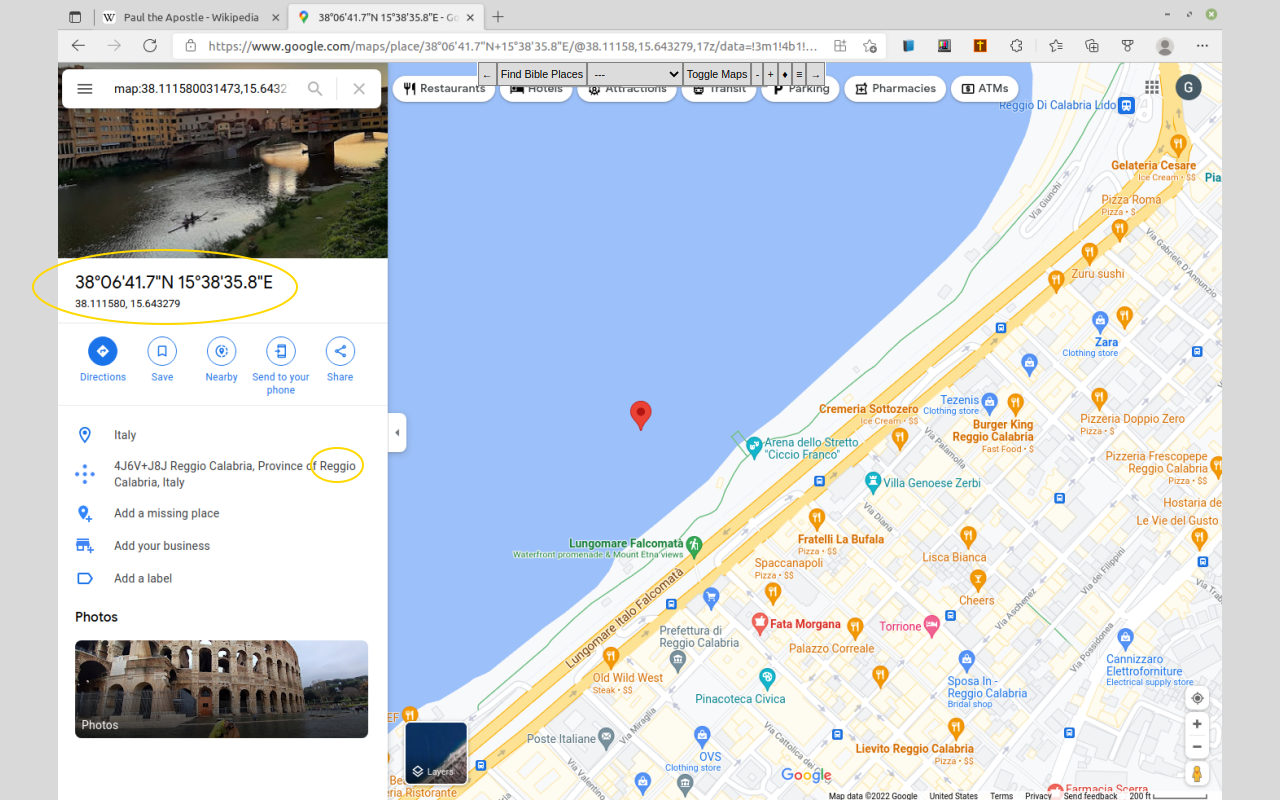 Paul the Apostle - Wikipedia
38°06'41.7"N 15°38'35.8"E - Go
https://www.google.com/maps/place/38°06'41.7"N+15°38'35.8"E/@38.11158,15.643279,17z/data=!3m1!4b1!...
← Find Bible Places --- Toggle Maps - + ♦ ≡ →
map:38.111580031473,15.6432
Restaurants
Hotels
Attractions
Transit
Parking
Pharmacies
ATMs
G
38°06'41.7"N 15°38'35.8"E
38.111580, 15.643279
Directions
Save
Nearby
Send to your
phone
Share
Italy
4J6V+J8J Reggio Calabria, Province of Reggio
Calabria, Italy
Add a missing place
Add your business
Add a label
Photos
Photos
Reggio Di Calabria Lido
Gelateria Cesare
Ice Cream • $$
Pia
Via Giunchi
Pizza Roma
Pizza • $
Via Gabriele D'Annunzio
Zuru sushi
Zara
Clothing store
Tezenis
Clothing store
Cremeria Sottozero
Ice Cream • $$
Burger King
Reggio Calabria
Fast Food • $
Pizzeria Doppio Zero
Pizza • $
Arena dello Stretto
"Ciccio Franco"
Via Palamolla
Pizzeria Frescopepe
Reggio Calabria
Pizza • $$
Villa Genoese Zerbi
Hostaria de
Le Vie del Gusto
Via Diana
Fratelli La Bufala
Pizza • $$
Lungomare Falcomatà
Waterfront promenade & Mount Etna views
Lisca Bianca
Via dei Filippini
Spaccanapoli
Pizza • $$
Via Trab
Cheers
Via Aschenez
Lungomare Italo Falcomatà
Fata Morgana
Torrione
Prefettura di
Reggio Calabria
Palazzo Correale
Via Possidonea
Cannizzaro
Elettroforniture
Electrical supply store
Old Wild West
Steak • $$
Sposa In -
Reggio Calabria
Bridal shop
Pinacoteca Civica
EF
Via Miraglia
Poste Italiane
OVS
Clothing store
Via Cattolica dei
Lievito Reggio Calabria
Pizza • $$
Layers
Via Valentino
Google
Be
eria Ristorante
Farmacia Scerra
Map data ©2022 Google
United States
Terms
Privacy
Send feedback
200 ft